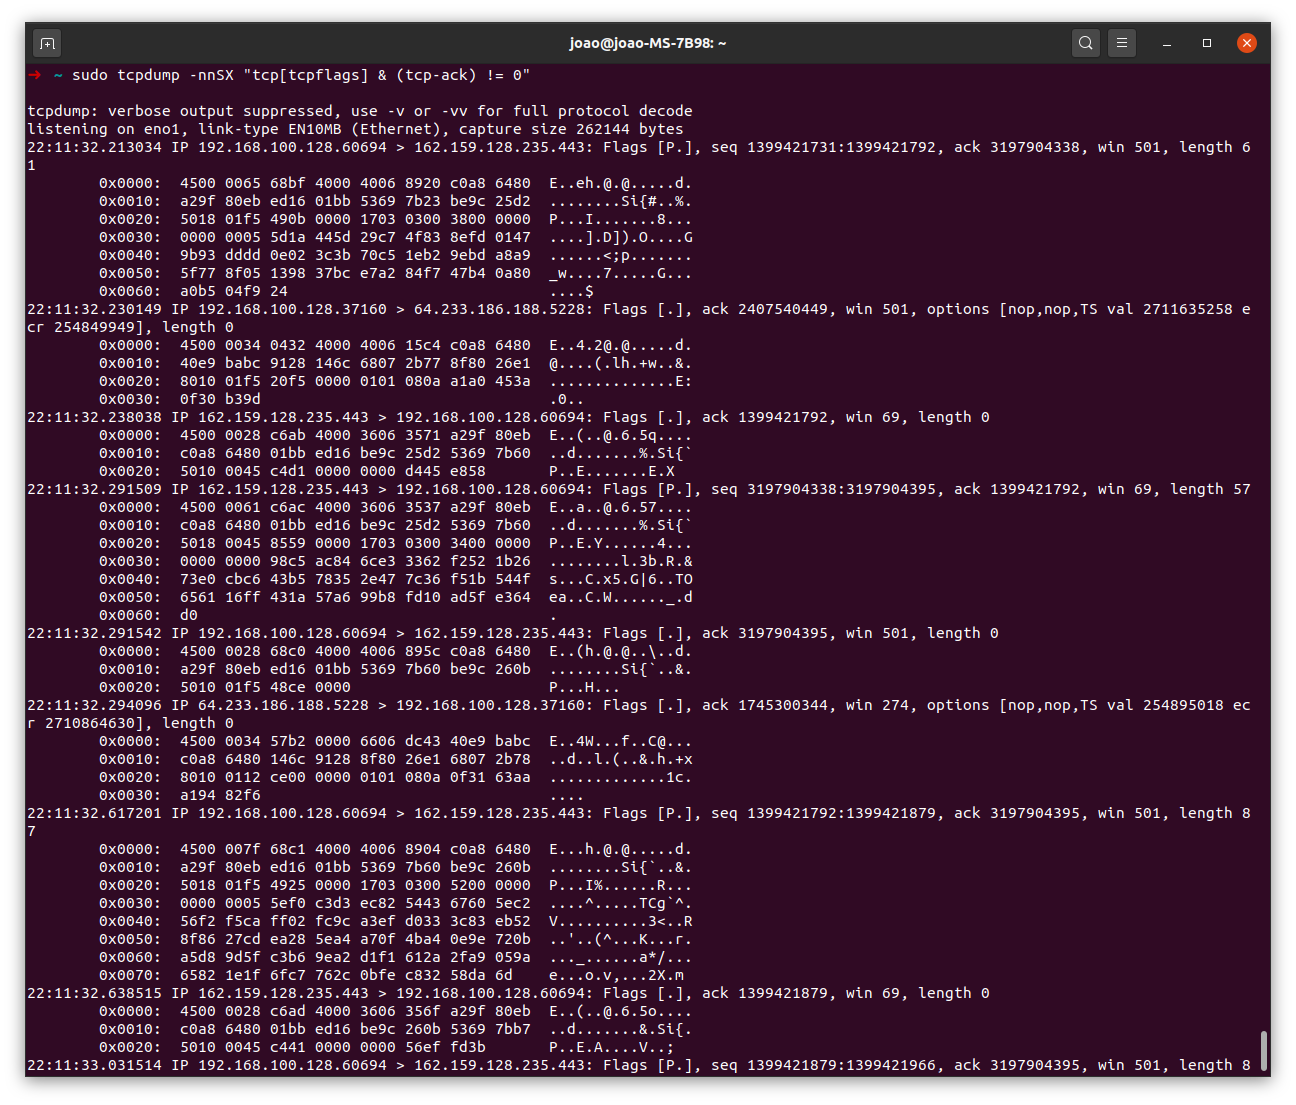 joao@joao-MS-7B98: ~
➜ ~ sudo tcpdump -nnSX "tcp[tcpflags] & (tcp-ack) != 0"
tcpdump: verbose output suppressed, use -v or -vv for full protocol decode
listening on eno1, link-type EN10MB (Ethernet), capture size 262144 bytes
22:11:32.213034 IP 192.168.100.128.60694 > 162.159.128.235.443: Flags [P.], seq 1399421731:1399421792, ack 3197904338, win 501, length 6
1
0x0000: 4500 0065 68bf 4000 4006 8920 c0a8 6480 E..eh.@.@.....d.
0x0010: a29f 80eb ed16 01bb 5369 7b23 be9c 25d2 ........Si{#..%.
0x0020: 5018 01f5 490b 0000 1703 0300 3800 0000 P...I.......8...
0x0030: 0000 0005 5d1a 445d 29c7 4f83 8efd 0147 ....].D]).O....G
0x0040: 9b93 dddd 0e02 3c3b 70c5 1eb2 9ebd a8a9 ......<;p.......
0x0050: 5f77 8f05 1398 37bc e7a2 84f7 47b4 0a80 _w....7.....G...
0x0060: a0b5 04f9 24 ....$
22:11:32.230149 IP 192.168.100.128.37160 > 64.233.186.188.5228: Flags [.], ack 2407540449, win 501, options [nop,nop,TS val 2711635258 e
cr 254849949], length 0
0x0000: 4500 0034 0432 4000 4006 15c4 c0a8 6480 E..4.2@.@.....d.
0x0010: 40e9 babc 9128 146c 6807 2b77 8f80 26e1 @....(.lh.+w..&.
0x0020: 8010 01f5 20f5 0000 0101 080a a1a0 453a ..............E:
0x0030: 0f30 b39d .0..
22:11:32.238038 IP 162.159.128.235.443 > 192.168.100.128.60694: Flags [.], ack 1399421792, win 69, length 0
0x0000: 4500 0028 c6ab 4000 3606 3571 a29f 80eb E..(..@.6.5q....
0x0010: c0a8 6480 01bb ed16 be9c 25d2 5369 7b60 ..d.......%.Si{`
0x0020: 5010 0045 c4d1 0000 0000 d445 e858 P..E.......E.X
22:11:32.291509 IP 162.159.128.235.443 > 192.168.100.128.60694: Flags [P.], seq 3197904338:3197904395, ack 1399421792, win 69, length 57
0x0000: 4500 0061 c6ac 4000 3606 3537 a29f 80eb E..a..@.6.57....
0x0010: c0a8 6480 01bb ed16 be9c 25d2 5369 7b60 ..d.......%.Si{`
0x0020: 5018 0045 8559 0000 1703 0300 3400 0000 P..E.Y......4...
0x0030: 0000 0000 98c5 ac84 6ce3 3362 f252 1b26 ........l.3b.R.&
0x0040: 73e0 cbc6 43b5 7835 2e47 7c36 f51b 544f s...C.x5.G|6..TO
0x0050: 6561 16ff 431a 57a6 99b8 fd10 ad5f e364 ea..C.W......_.d
0x0060: d0 .
22:11:32.291542 IP 192.168.100.128.60694 > 162.159.128.235.443: Flags [.], ack 3197904395, win 501, length 0
0x0000: 4500 0028 68c0 4000 4006 895c c0a8 6480 E..(h.@.@..\..d.
0x0010: a29f 80eb ed16 01bb 5369 7b60 be9c 260b ........Si{`..&.
0x0020: 5010 01f5 48ce 0000 P...H...
22:11:32.294096 IP 64.233.186.188.5228 > 192.168.100.128.37160: Flags [.], ack 1745300344, win 274, options [nop,nop,TS val 254895018 ec
r 2710864630], length 0
0x0000: 4500 0034 57b2 0000 6606 dc43 40e9 babc E..4W...f..C@...
0x0010: c0a8 6480 146c 9128 8f80 26e1 6807 2b78 ..d..l.(..&.h.+x
0x0020: 8010 0112 ce00 0000 0101 080a 0f31 63aa .............1c.
0x0030: a194 82f6 ....
22:11:32.617201 IP 192.168.100.128.60694 > 162.159.128.235.443: Flags [P.], seq 1399421792:1399421879, ack 3197904395, win 501, length 8
7
0x0000: 4500 007f 68c1 4000 4006 8904 c0a8 6480 E...h.@.@.....d.
0x0010: a29f 80eb ed16 01bb 5369 7b60 be9c 260b ........Si{`..&.
0x0020: 5018 01f5 4925 0000 1703 0300 5200 0000 P...I%......R...
0x0030: 0000 0005 5ef0 c3d3 ec82 5443 6760 5ec2 ....^.....TCg`^.
0x0040: 56f2 f5ca ff02 fc9c a3ef d033 3c83 eb52 V..........3<..R
0x0050: 8f86 27cd ea28 5ea4 a70f 4ba4 0e9e 720b ..'..(^...K...r.
0x0060: a5d8 9d5f c3b6 9ea2 d1f1 612a 2fa9 059a ..._......a*/...
0x0070: 6582 1e1f 6fc7 762c 0bfe c832 58da 6d e...o.v,...2X.m
22:11:32.638515 IP 162.159.128.235.443 > 192.168.100.128.60694: Flags [.], ack 1399421879, win 69, length 0
0x0000: 4500 0028 c6ad 4000 3606 356f a29f 80eb E..(..@.6.5o....
0x0010: c0a8 6480 01bb ed16 be9c 260b 5369 7bb7 ..d.......&.Si{.
0x0020: 5010 0045 c441 0000 0000 56ef fd3b P..E.A....V..;
22:11:33.031514 IP 192.168.100.128.60694 > 162.159.128.235.443: Flags [P.], seq 1399421879:1399421966, ack 3197904395, win 501, length 8